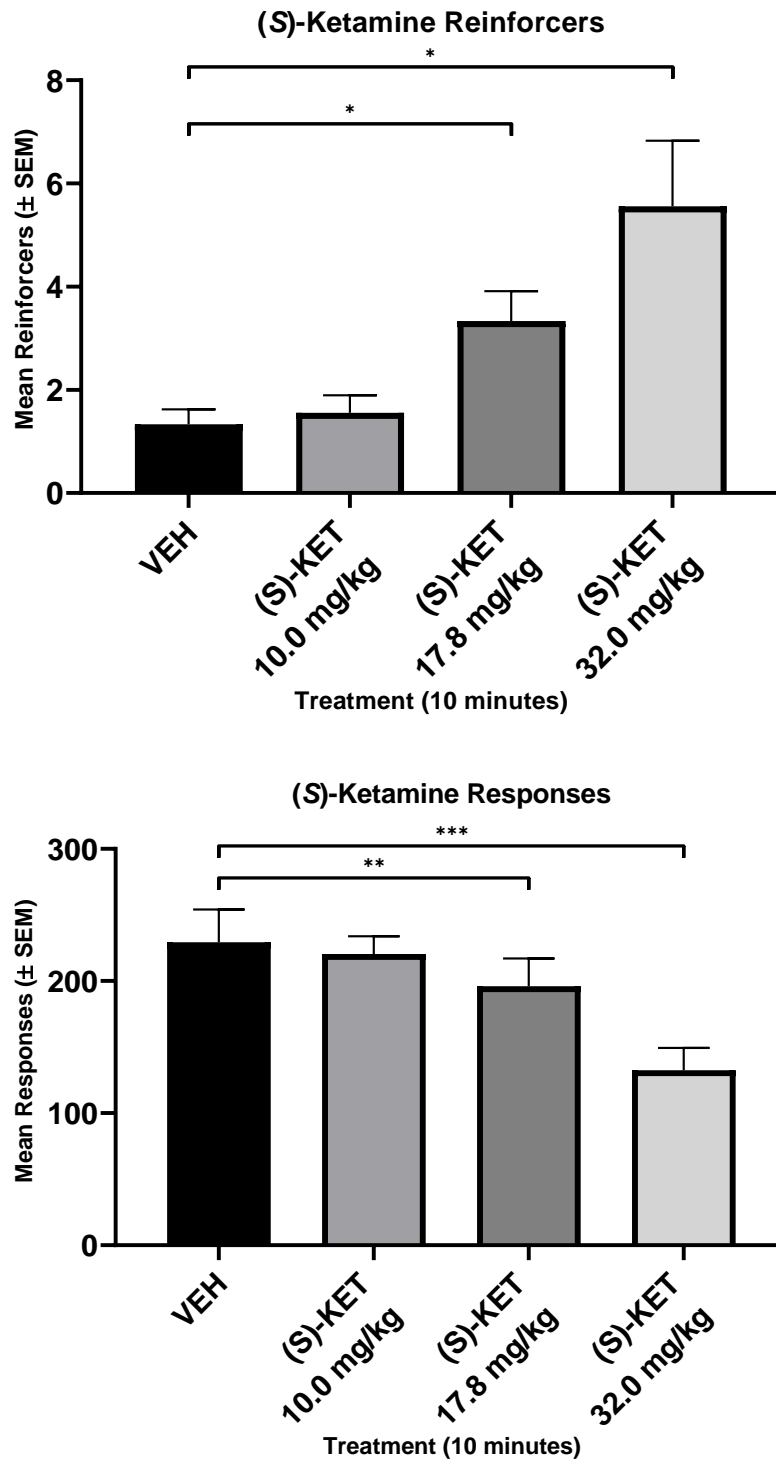 (S)-Ketamine Reinforcers
*
*
8
6
4
2
0
Mean Reinforcers (± SEM)
VEH
(S)-KET
10.0 mg/kg
(S)-KET
17.8 mg/kg
(S)-KET
32.0 mg/kg
Treatment (10 minutes)
(S)-Ketamine Responses
***
**
300
200
100
0
Mean Responses (± SEM)
VEH
(S)-KET
10.0 mg/kg
(S)-KET
17.8 mg/kg
(S)-KET
32.0 mg/kg
Treatment (10 minutes)